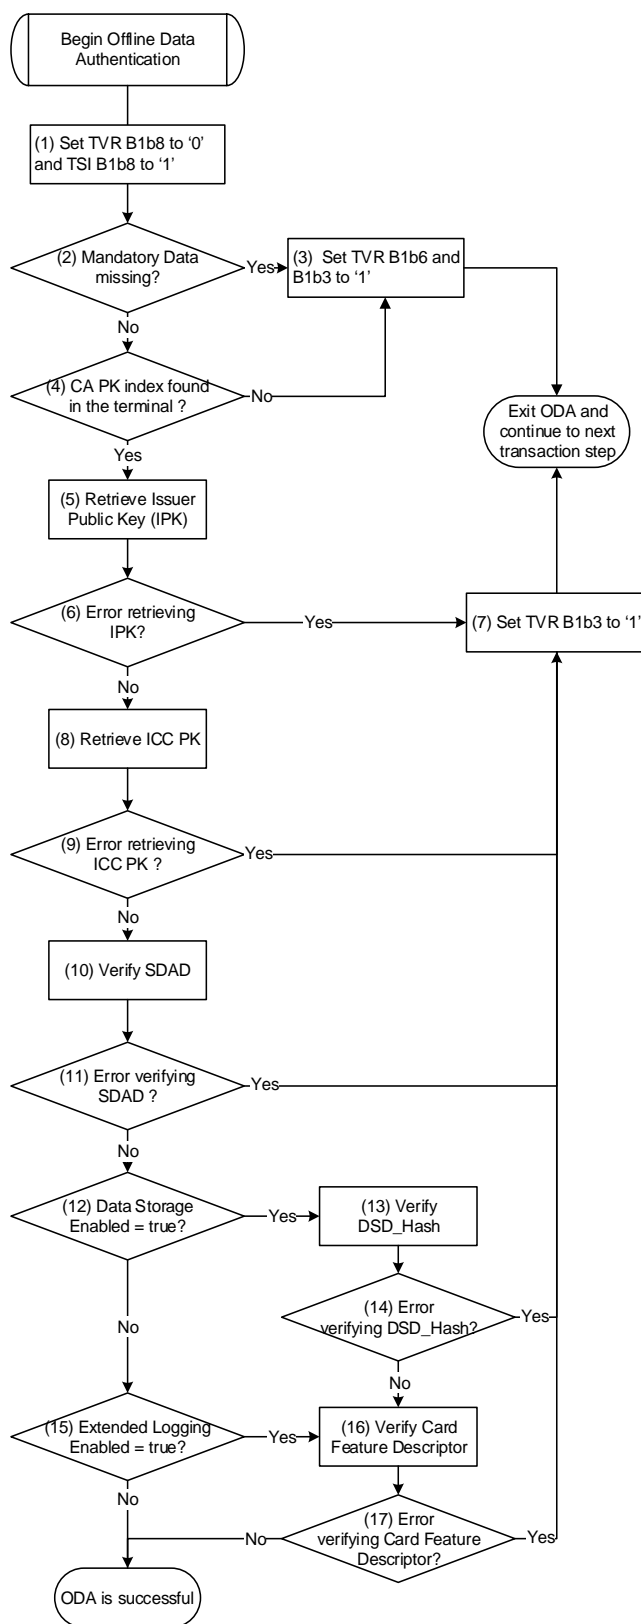 Begin Offline Data
Authentication
(1) Set TVR B1b8 to ‘0’
and TSI B1b8 to ‘1’
(2) Mandatory Data
missing?
Yes
(3)  Set TVR B1b6 and
B1b3 to ‘1’
No
(4) CA PK index found
in the terminal ?
No
Exit ODA and
continue to next
transaction step
Yes
(5) Retrieve Issuer
Public Key (IPK)
(6) Error retrieving
IPK?
Yes
(7) Set TVR B1b3 to ‘1’
No
(8) Retrieve ICC PK
(9) Error retrieving
ICC PK ?
Yes
No
(10) Verify SDAD
(11) Error verifying
SDAD ?
Yes
No
(12) Data Storage
Enabled = true?
Yes
(13) Verify
DSD_Hash
(14) Error
verifying DSD_Hash?
Yes
No
No
(15) Extended Logging
Enabled = true?
Yes
(16) Verify Card
Feature Descriptor
No
(17) Error
verifying Card Feature
Descriptor?
No
Yes
ODA is successful